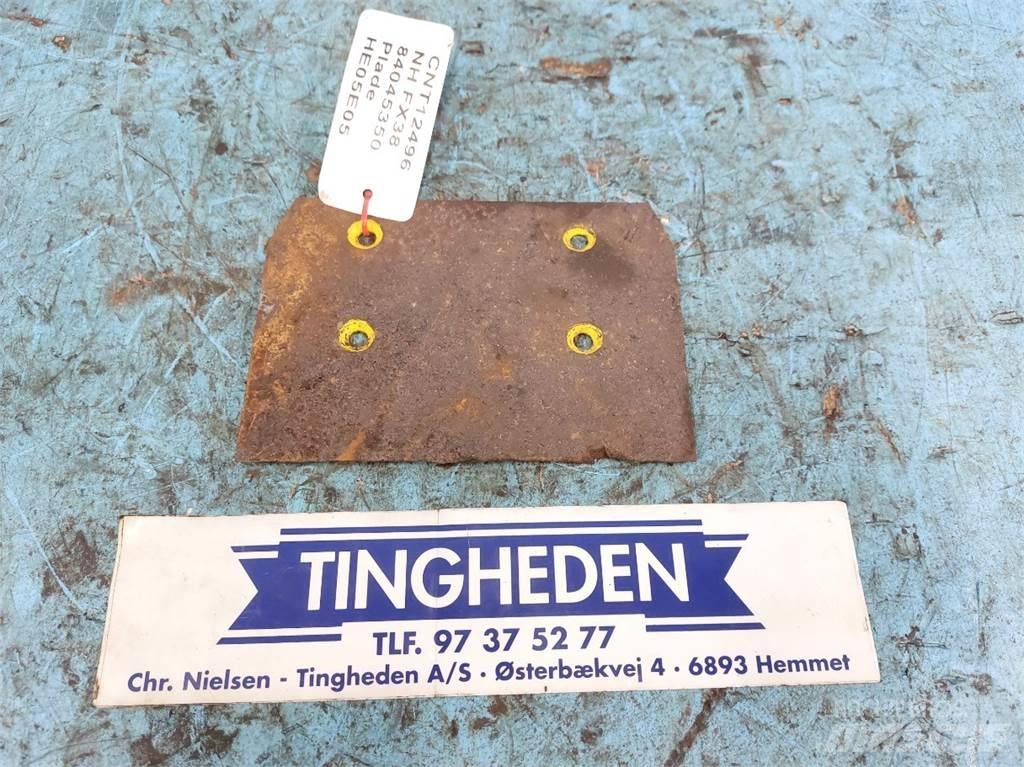 CNT12496
NH FX38
84045350
Plade
HE05E05
TINGHEDEN
TLF. 97 37 52 77
Chr. Nielsen - Tingheden A/S · Østerbækvej 4 · 6893 Hemmet